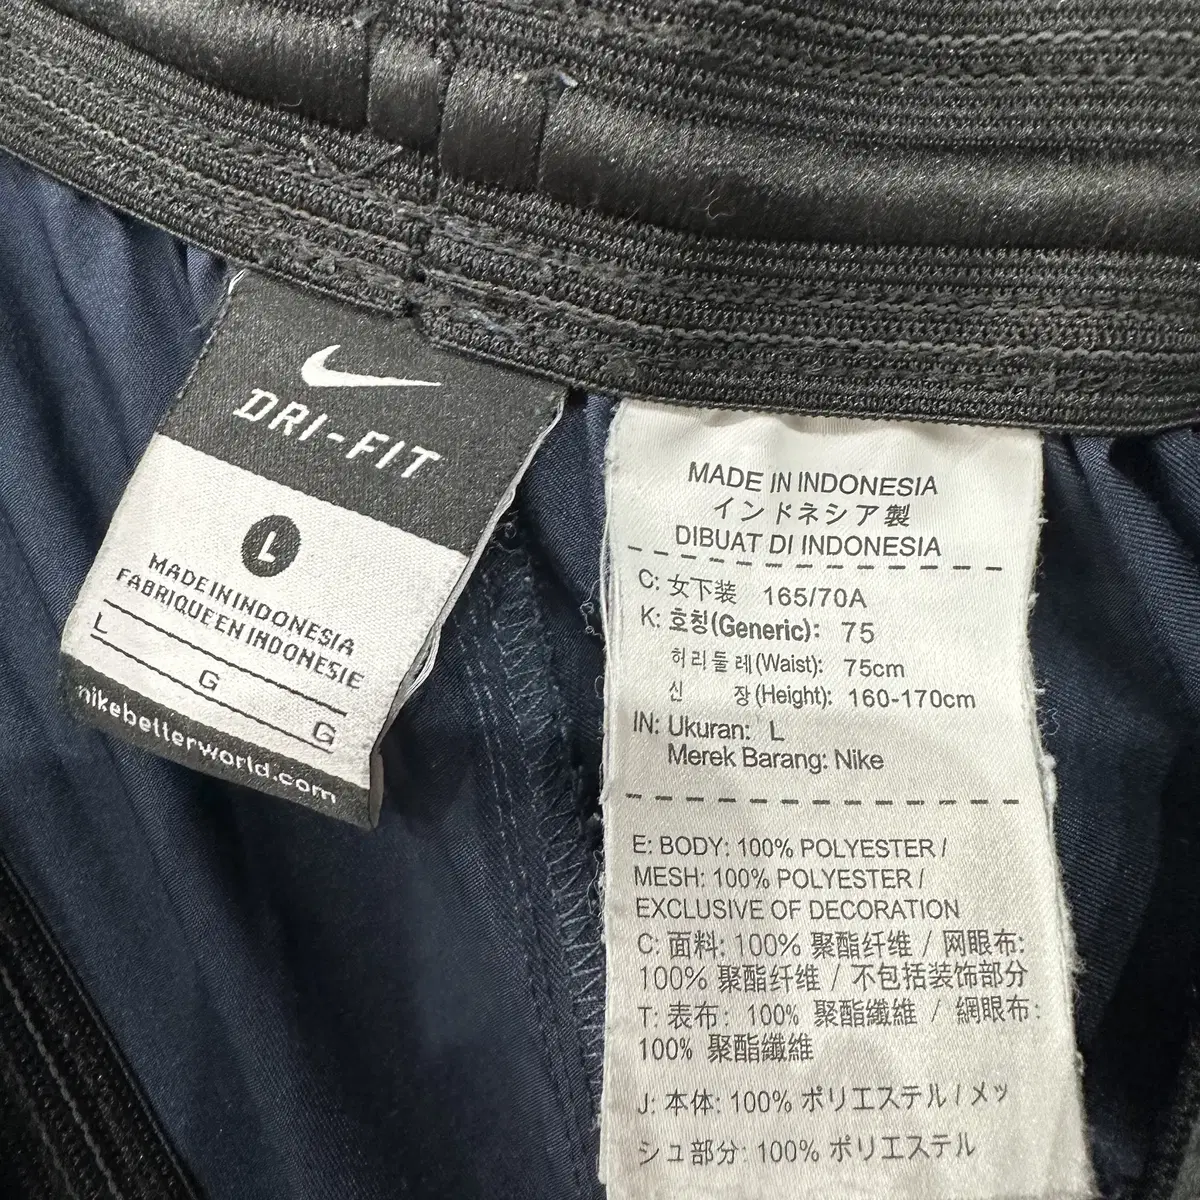 DRI-FIT
L
MADE IN INDONESIA
FABRIQUE EN INDONESIE
L
G
G
nikebetterworld.com
MADE IN INDONESIA
インドネシア製
DIBUAT DI INDONESIA
C: 女下装 165/70A
K: 호칭(Generic): 75
허리둘레(Waist): 75cm
신 장(Height): 160-170cm
IN: Ukuran: L
Merek Barang: Nike
E: BODY: 100% POLYESTER /
MESH: 100% POLYESTER /
EXCLUSIVE OF DECORATION
C: 面料: 100% 聚酯纤维 / 网眼布:
100% 聚酯纤维 / 不包括装饰部分
T: 表布: 100% 聚酯纖維 / 網眼布:
100% 聚酯纖維
J: 本体: 100% ポリエステル / メッ
シュ部分: 100% ポリエステル